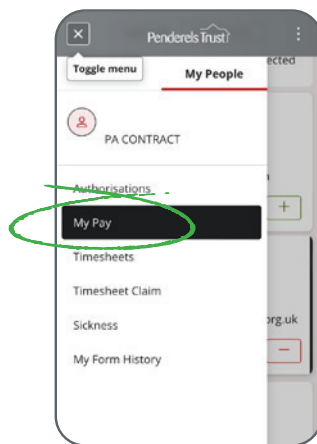 Penderels Trust
Toggle menu
My People
ected
PA CONTRACT
Authorisations
My Pay
Timesheets
Timesheet Claim
org.uk
Sickness
My Form History